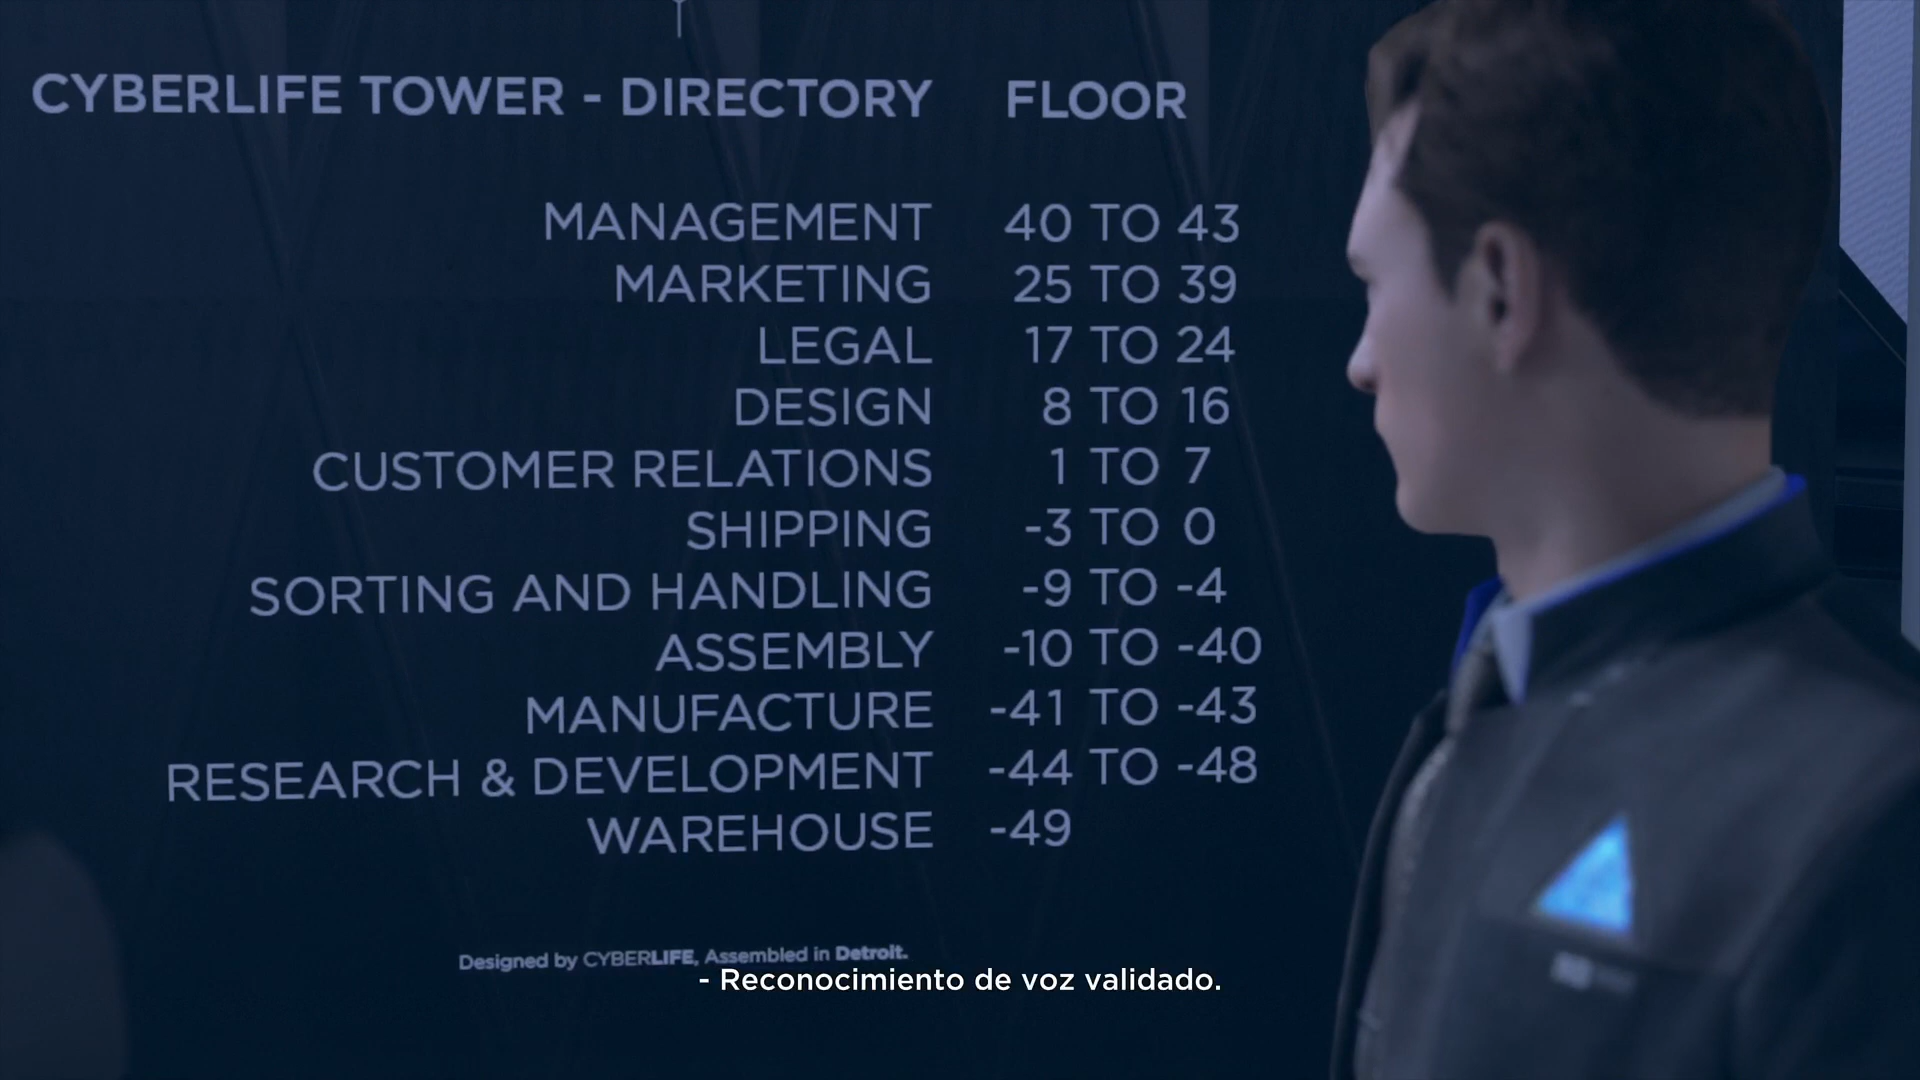 CYBERLIFE TOWER - DIRECTORY FLOOR
MANAGEMENT 40 TO 43
MARKETING 25 TO 39
LEGAL 17 TO 24
DESIGN 8 TO 16
CUSTOMER RELATIONS 1 TO 7
SHIPPING -3 TO 0
SORTING AND HANDLING -9 TO -4
ASSEMBLY -10 TO -40
MANUFACTURE -41 TO -43
RESEARCH & DEVELOPMENT -44 TO -48
WAREHOUSE -49
Designed by CYBERLIFE, Assembled in Detroit.
- Reconocimiento de voz validado.